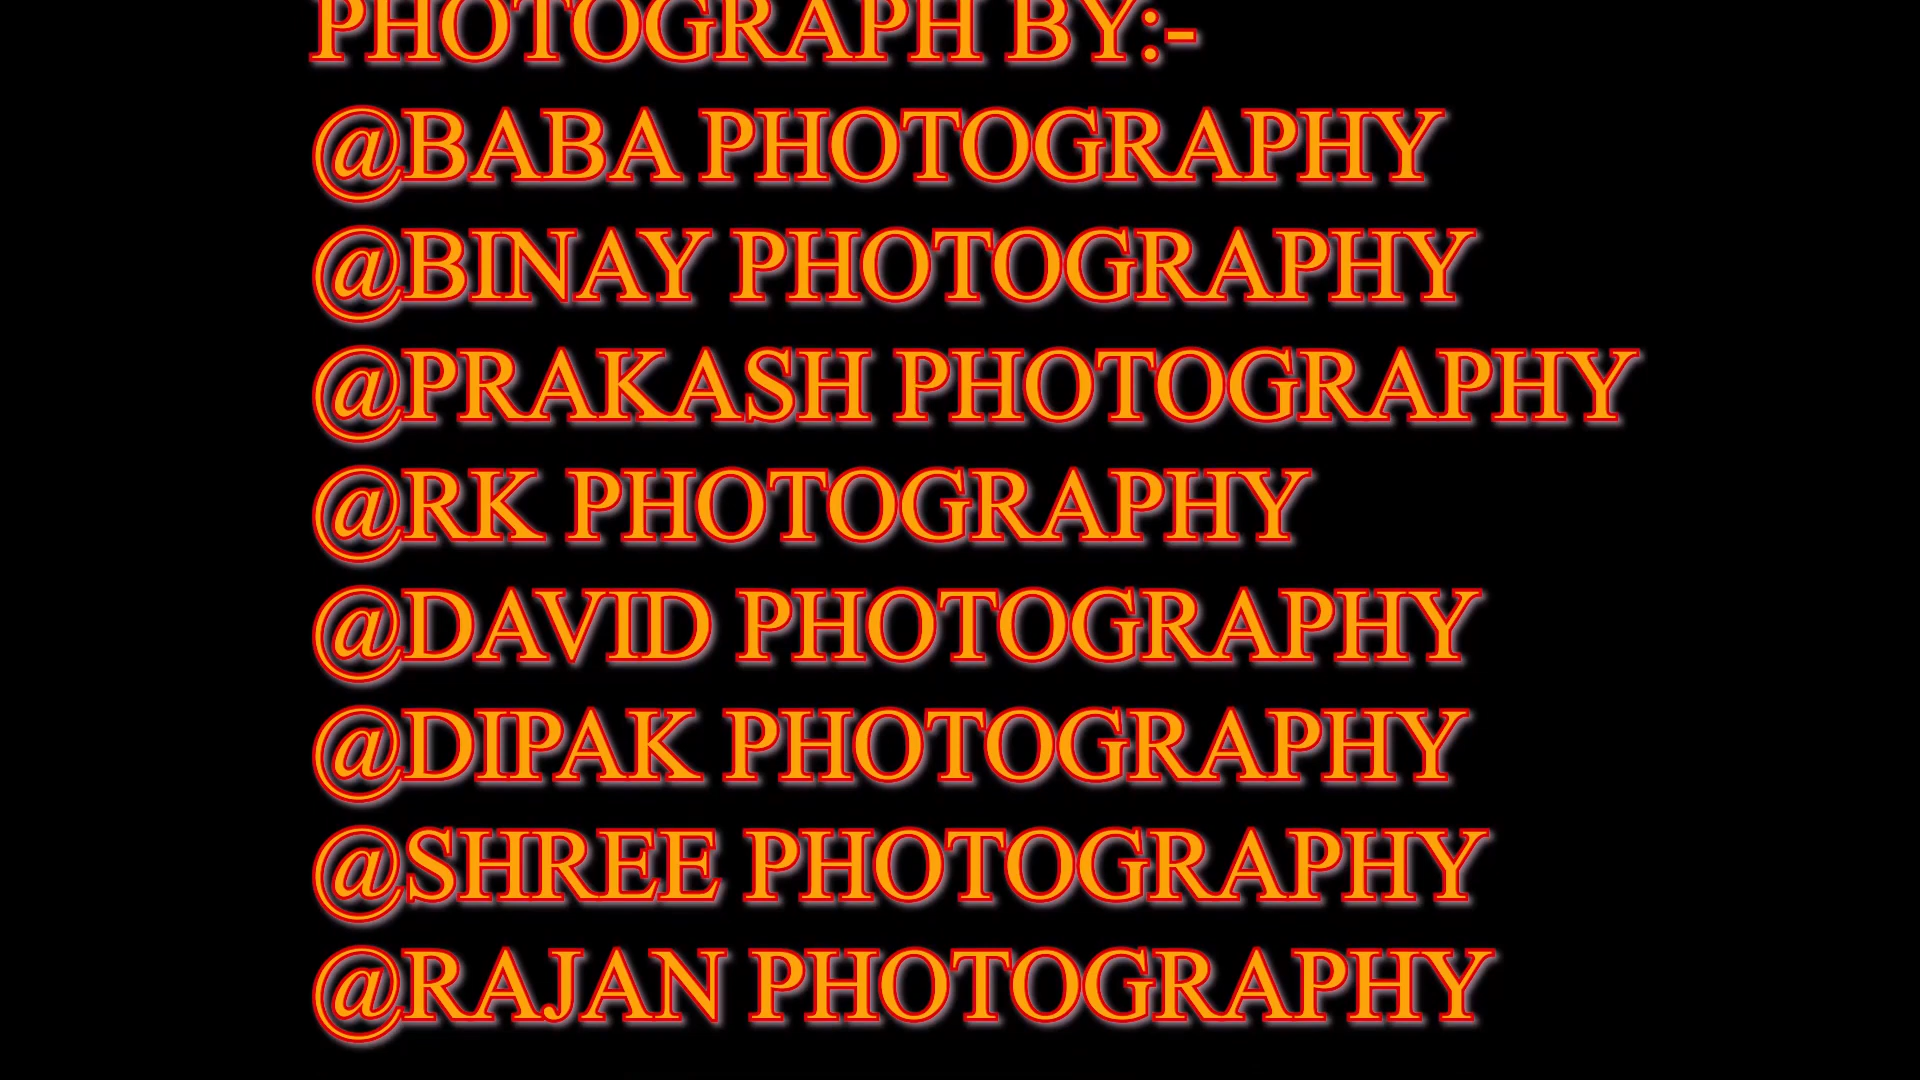 PHOTOGRAPH BY:-
@BABA PHOTOGRAPHY
@BINAY PHOTOGRAPHY
@PRAKASH PHOTOGRAPHY
@RK PHOTOGRAPHY
@DAVID PHOTOGRAPHY
@DIPAK PHOTOGRAPHY
@SHREE PHOTOGRAPHY
@RAJAN PHOTOGRAPHY